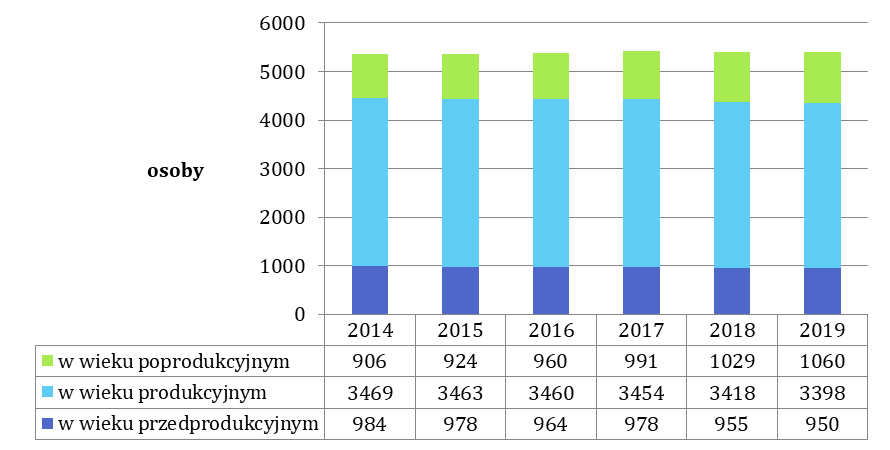 6000
5000
4000
osoby
3000
2000
1000
0
2014 2015 2016 2017 2018 2019
w wieku poprodukcyjnym 906 924 960 991 1029 1060
w wieku produkcyjnym 3469 3463 3460 3454 3418 3398
w wieku przedprodukcyjnym 984 978 964 978 955 950